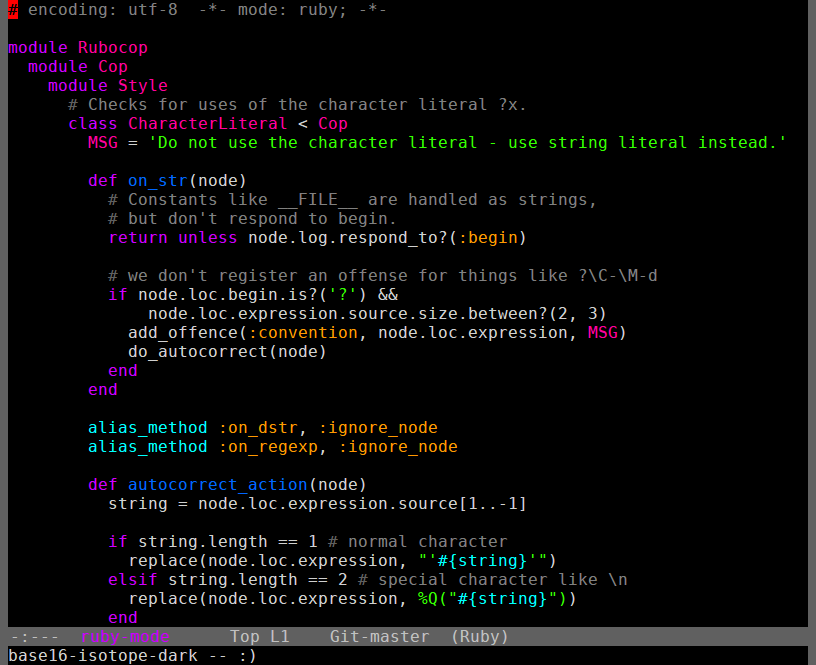 # encoding: utf-8  -*- mode: ruby; -*-

module Rubocop
  module Cop
    module Style
      # Checks for uses of the character literal ?x.
      class CharacterLiteral < Cop
        MSG = 'Do not use the character literal - use string literal instead.'

        def on_str(node)
          # Constants like __FILE__ are handled as strings,
          # but don't respond to begin.
          return unless node.log.respond_to?(:begin)

          # we don't register an offense for things like ?\C-\M-d
          if node.loc.begin.is?('?') &&
              node.loc.expression.source.size.between?(2, 3)
            add_offence(:convention, node.loc.expression, MSG)
            do_autocorrect(node)
          end
        end

        alias_method :on_dstr, :ignore_node
        alias_method :on_regexp, :ignore_node

        def autocorrect_action(node)
          string = node.loc.expression.source[1..-1]

          if string.length == 1 # normal character
            replace(node.loc.expression, "'#{string}'")
          elsif string.length == 2 # special character like \n
            replace(node.loc.expression, %Q("#{string}"))
          end
-:---  ruby-mode      Top L1    Git-master  (Ruby)
base16-isotope-dark -- :)